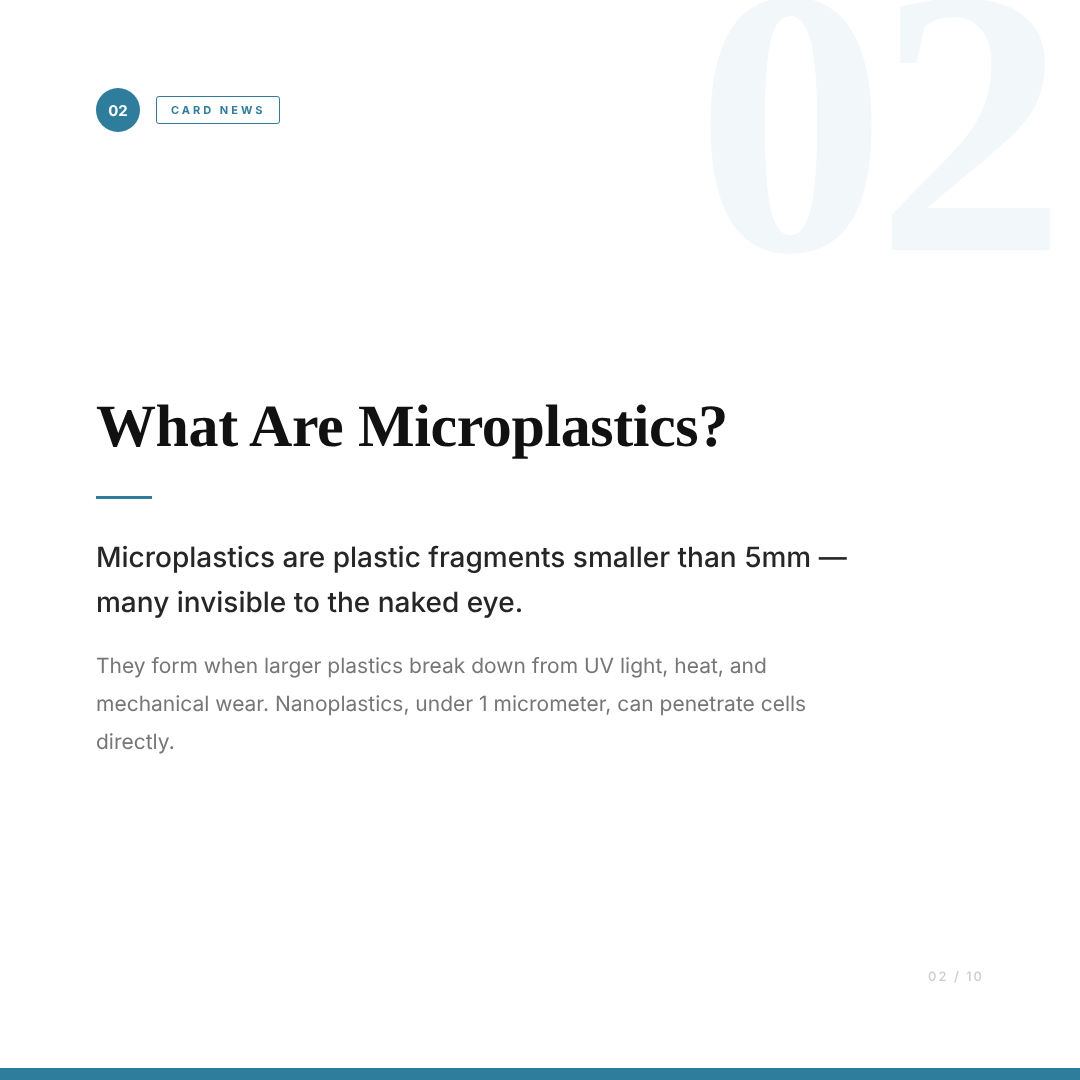 02
02
CARD NEWS
What Are Microplastics?
Microplastics are plastic fragments smaller than 5mm —
many invisible to the naked eye.
They form when larger plastics break down from UV light, heat, and
mechanical wear. Nanoplastics, under 1 micrometer, can penetrate cells
directly.
02 / 10